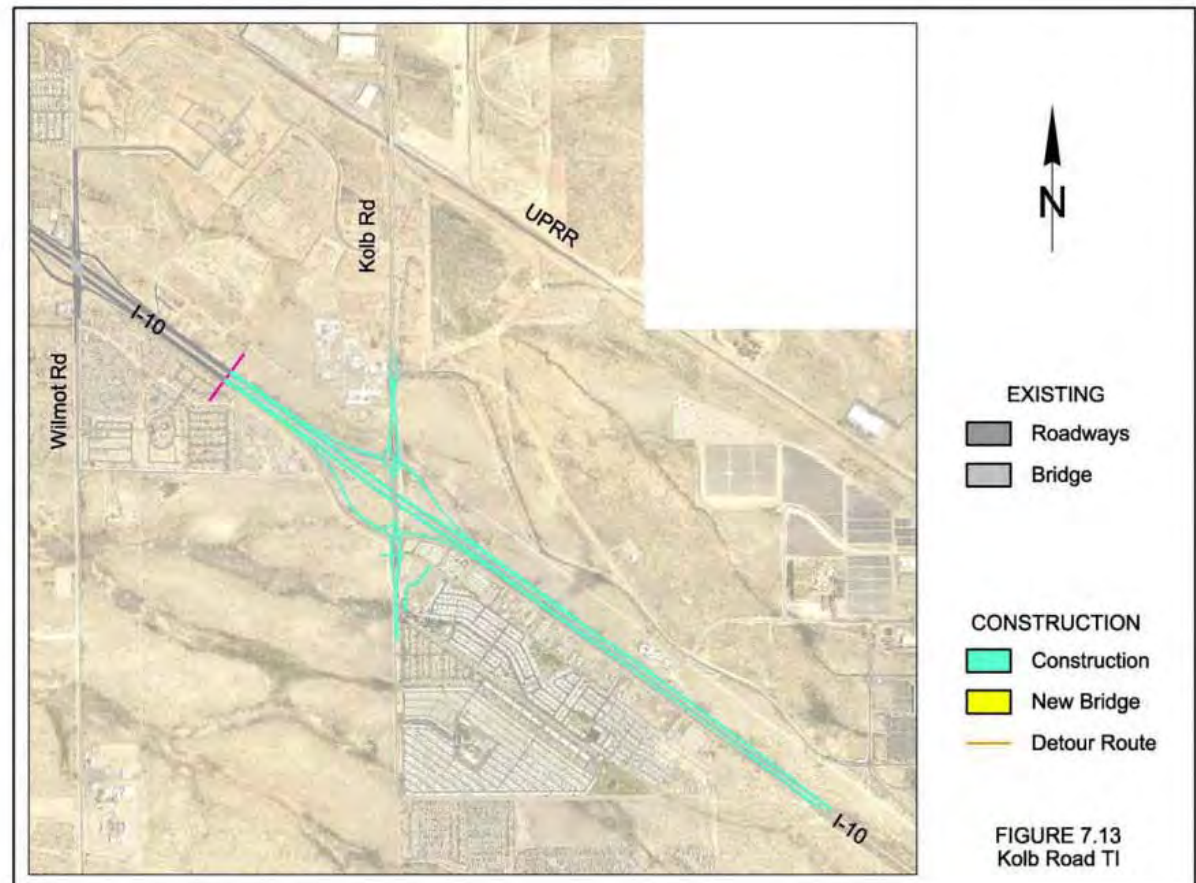 Kolb Rd
UPRR
I-10
Wilmot Rd
I-10
N
EXISTING
Roadways
Bridge
CONSTRUCTION
Construction
New Bridge
Detour Route
FIGURE 7.13
Kolb Road TI